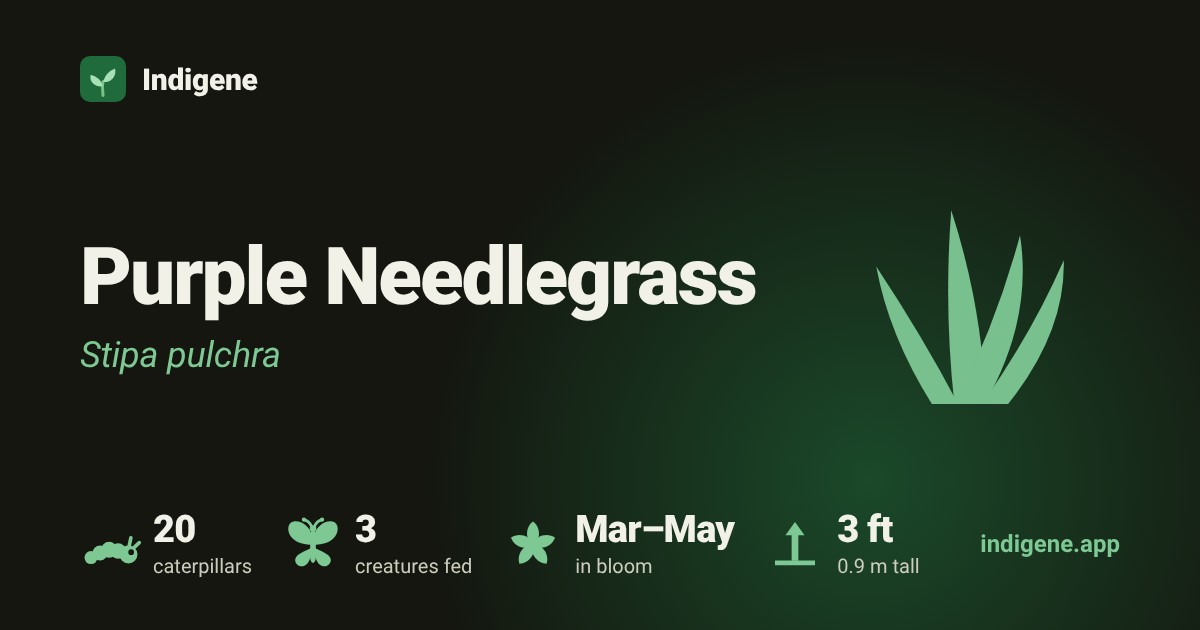 Indigene
Purple Needlegrass
Stipa pulchra
20
caterpillars
3
creatures fed
Mar–May
in bloom
3 ft
0.9 m tall
indigene.app